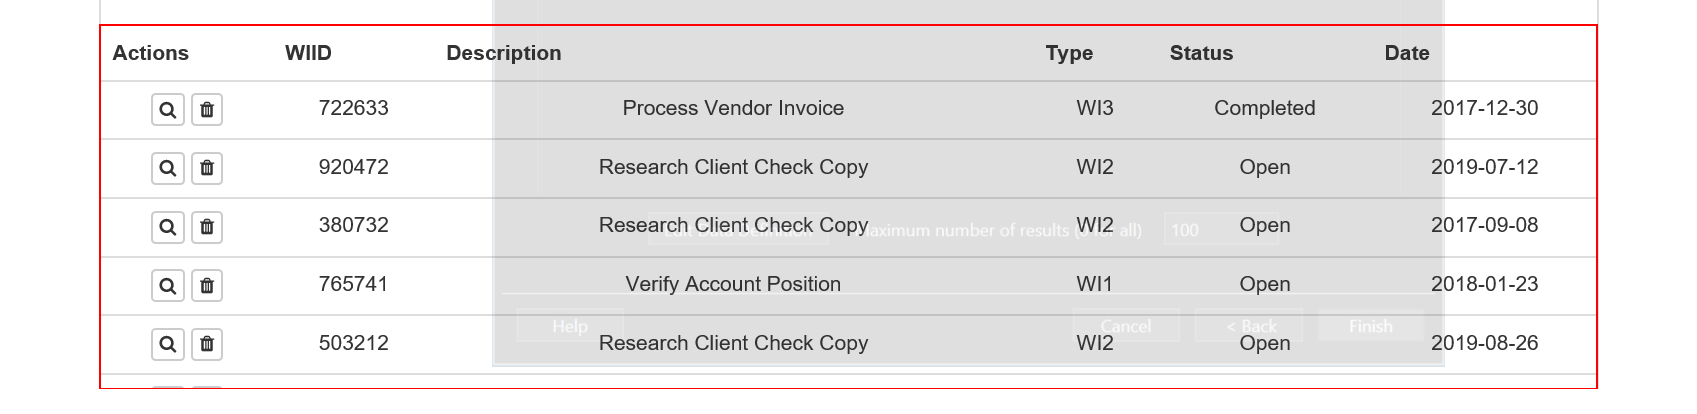 Actions WIID Description Type Status Date
722633 Process Vendor Invoice WI3 Completed 2017-12-30
920472 Research Client Check Copy WI2 Open 2019-07-12
380732 Research Client Check Copy WI2 Open 2017-09-08
Maximum number of results (0 for all) 100
765741 Verify Account Position WI1 Open 2018-01-23
Help Cancel < Back Finish
503212 Research Client Check Copy WI2 Open 2019-08-26